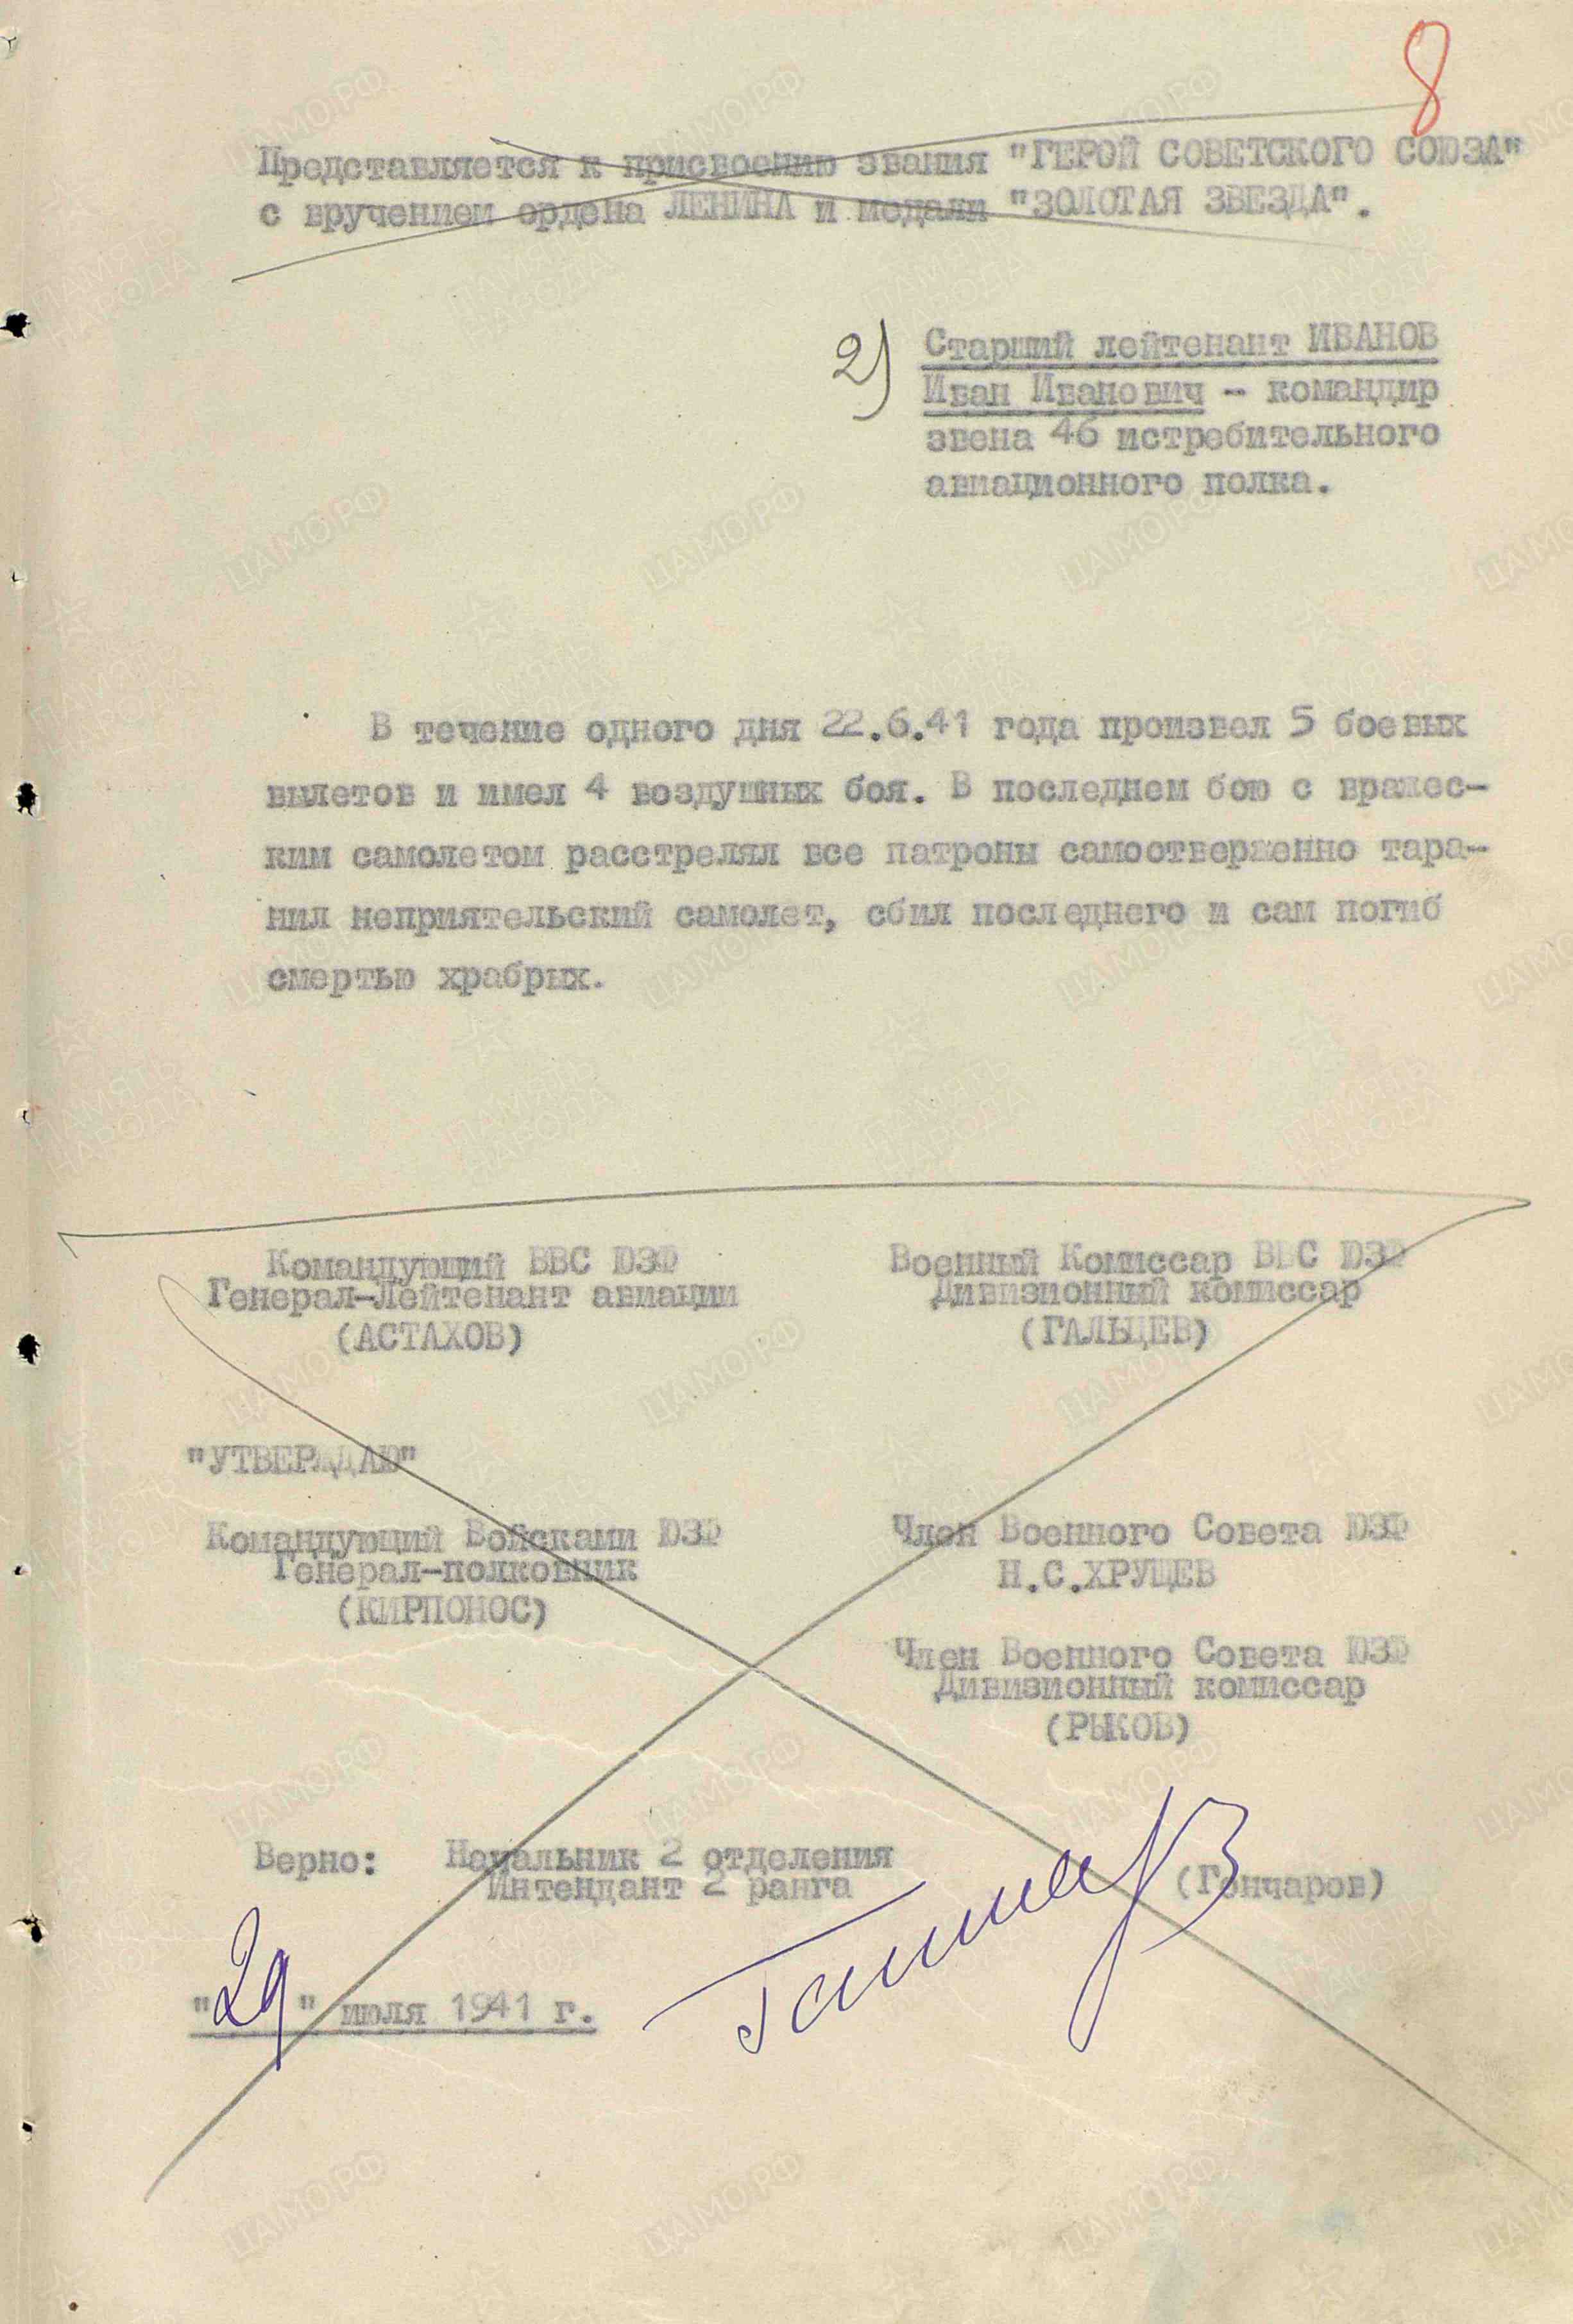 8
Представляется к присвоению звания "ГЕРОЙ СОВЕТСКОГО СОЮЗА"
с вручением ордена ЛЕНИНА и медали "ЗОЛОТАЯ ЗВЕЗДА".
2) Старший лейтенант ИВАНОВ
Иван Иванович - командир
звена 46 истребительного
авиационного полка.
В течение одного дня 22.6.41 года произвел 5 боевых
вылетов и имел 4 воздушных боя. В последнем бою с вражес-
ким самолетом расстрелял все патроны самоотверженно тара-
нил неприятельский самолет, сбил последнего и сам погиб
смертью храбрых.
Командующий ВВС ЮЗФ
Генерал-Лейтенант авиации
(АСТАХОВ)
Военный Комиссар ВВС ЮЗФ
Дивизионный комиссар
(ГАЛЬЦЕВ)
"УТВЕРЖДАЮ"
Командующий Войсками ЮЗФ
Генерал-полковник
(КИРПОНОС)
Член Военного Совета ЮЗФ
Н.С.ХРУЩЕВ
Член Военного Совета ЮЗФ
Дивизионный комиссар
(РЫКОВ)
Верно: Начальник 2 отделения
Интендант 2 ранга
(Гончаров)
"29" июля 1941 г.
ЦАМО.РФ
ПАМЯТЬ
НАРОДА